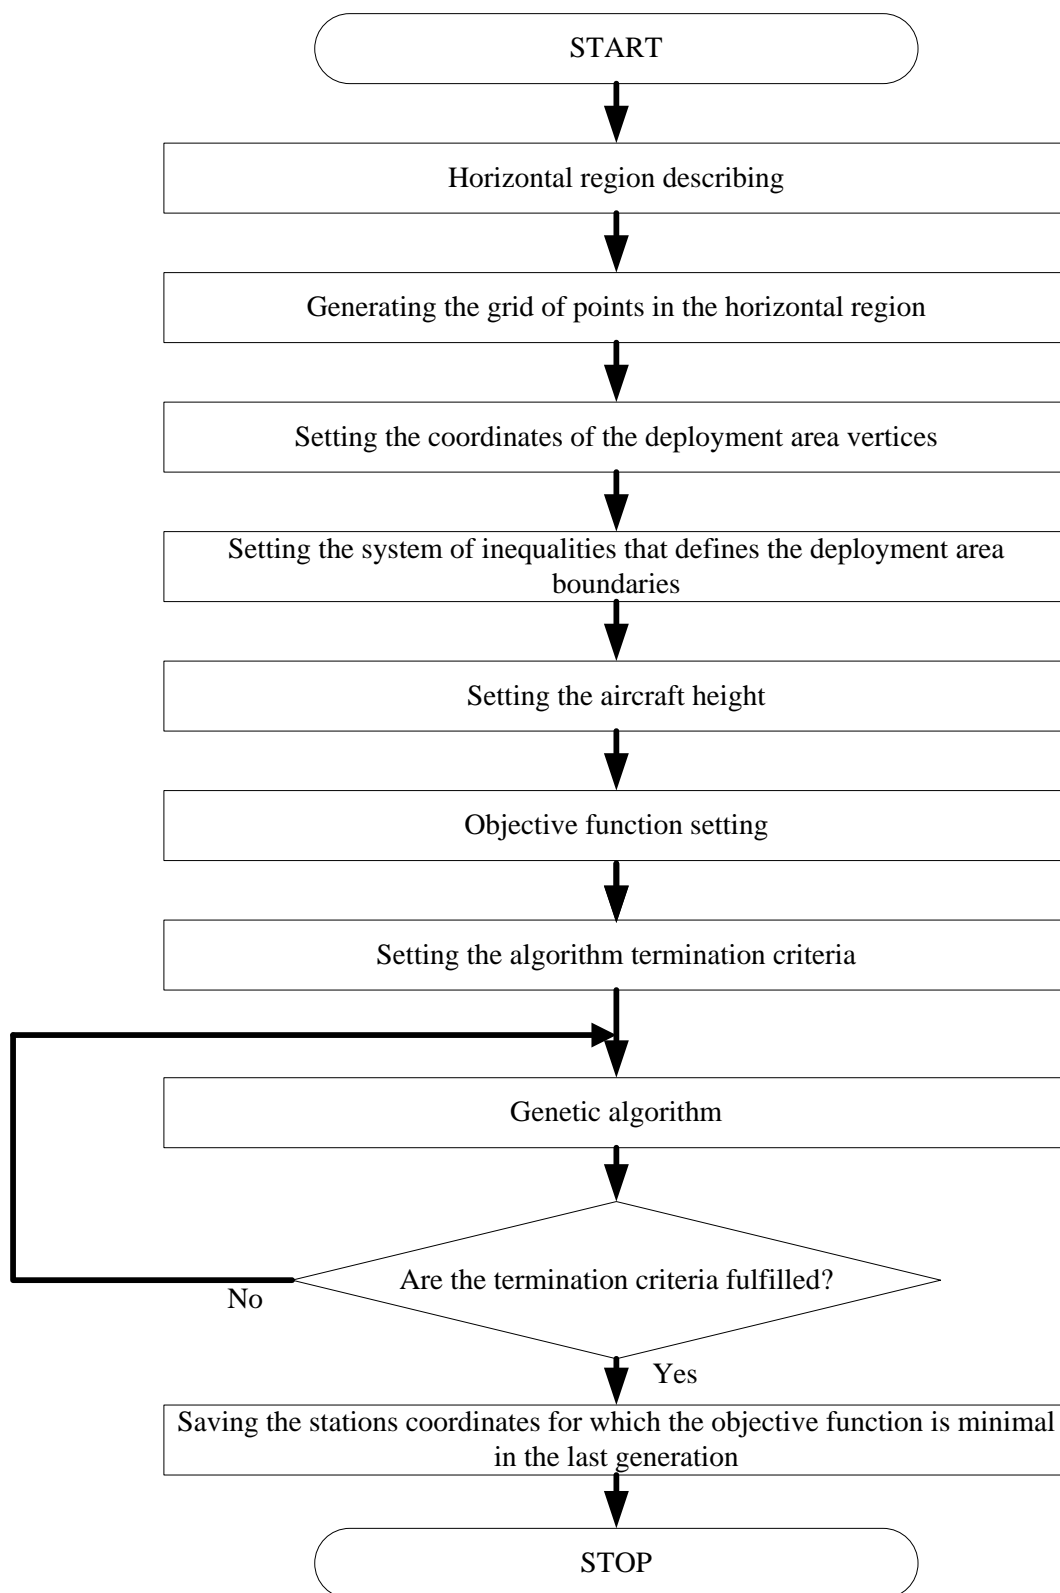 START
Horizontal region describing
Generating the grid of points in the horizontal region
Setting the coordinates of the deployment area vertices
Setting the system of inequalities that defines the deployment area
boundaries
Setting the aircraft height
Objective function setting
Setting the algorithm termination criteria
Genetic algorithm
Are the termination criteria fulfilled?
No
Yes
Saving the stations coordinates for which the objective function is minimal
in the last generation
STOP